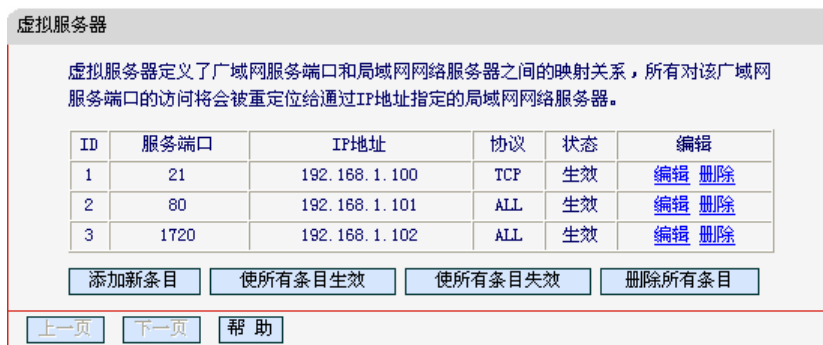 虚拟服务器
虚拟服务器定义了广域网服务端口和局域网网络服务器之间的映射关系，所有对该广域网
服务端口的访问将会被重定位给通过IP地址指定的局域网网络服务器。
ID 服务端口 IP地址 协议 状态 编辑
1 21 192.168.1.100 TCP 生效 编辑 删除
2 80 192.168.1.101 ALL 生效 编辑 删除
3 1720 192.168.1.102 ALL 生效 编辑 删除
添加新条目 使所有条目生效 使所有条目失效 删除所有条目
上一页 下一页 帮 助